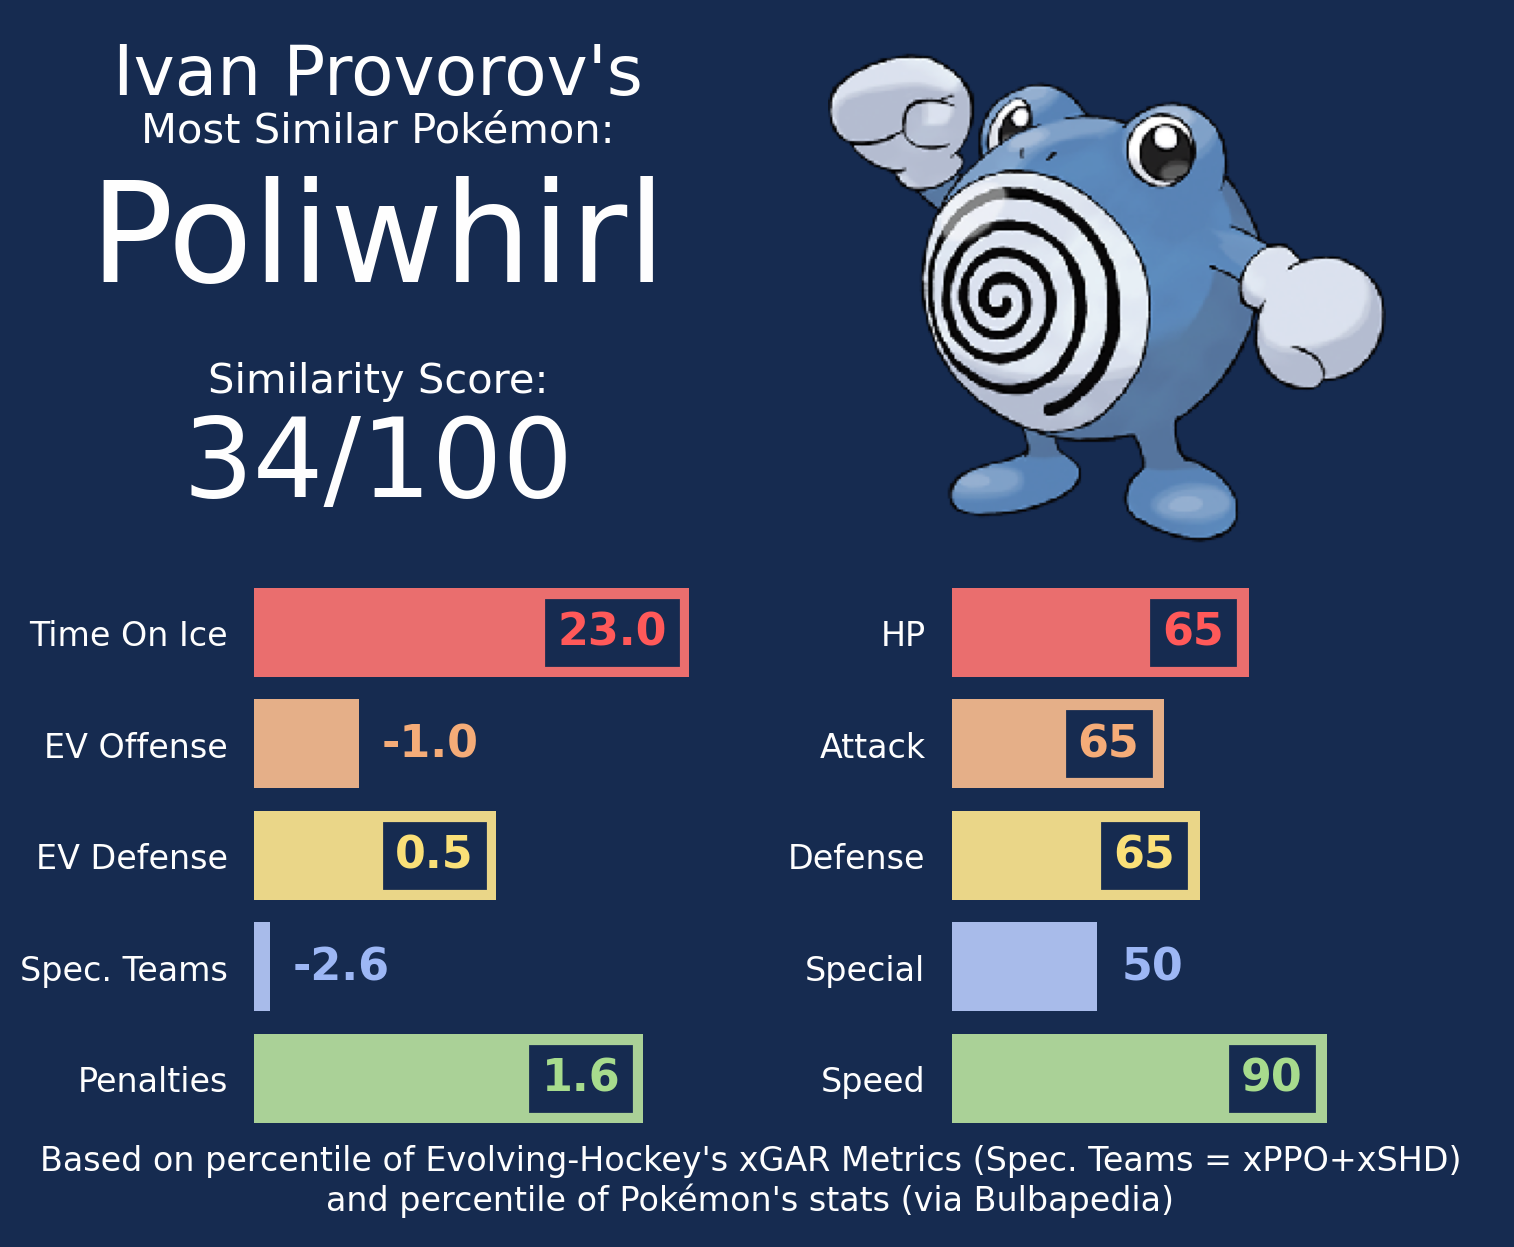 Ivan Provorov's
Most Similar Pokémon:
Poliwhirl
Similarity Score:
34/100
Time On Ice 23.0
EV Offense -1.0
EV Defense 0.5
Spec. Teams -2.6
Penalties 1.6
HP 65
Attack 65
Defense 65
Special 50
Speed 90
Based on percentile of Evolving-Hockey's xGAR Metrics (Spec. Teams = xPPO+xSHD)
and percentile of Pokémon's stats (via Bulbapedia)